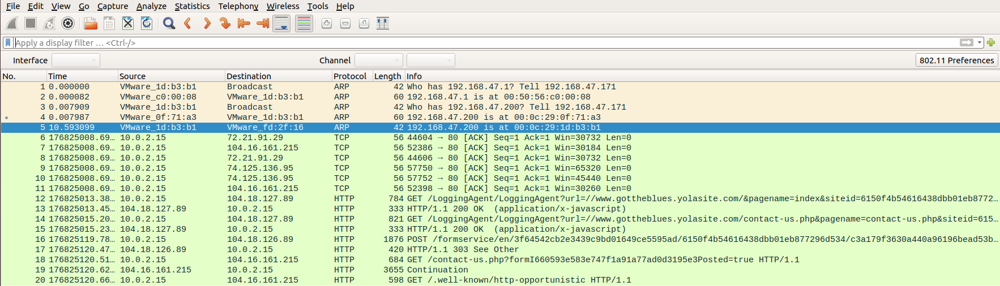 File Edit View Go Capture Analyze Statistics Telephony Wireless Tools Help
Apply a display filter … <Ctrl-/>
Interface Channel 802.11 Preferences
No. Time Source Destination Protocol Length Info
1 0.000000 VMware_1d:b3:b1 Broadcast ARP 42 Who has 192.168.47.1? Tell 192.168.47.171
2 0.000082 VMware_c0:00:08 VMware_1d:b3:b1 ARP 60 192.168.47.1 is at 00:50:56:c0:00:08
3 0.007909 VMware_1d:b3:b1 Broadcast ARP 42 Who has 192.168.47.200? Tell 192.168.47.171
4 0.007987 VMware_0f:71:a3 VMware_1d:b3:b1 ARP 60 192.168.47.200 is at 00:0c:29:0f:71:a3
5 10.593099 VMware_1d:b3:b1 VMware_fd:2f:16 ARP 42 192.168.47.200 is at 00:0c:29:1d:b3:b1
6 176825008.69… 10.0.2.15 72.21.91.29 TCP 56 44604 → 80 [ACK] Seq=1 Ack=1 Win=30732 Len=0
7 176825008.69… 10.0.2.15 104.16.161.215 TCP 56 52386 → 80 [ACK] Seq=1 Ack=1 Win=30184 Len=0
8 176825008.69… 10.0.2.15 72.21.91.29 TCP 56 44606 → 80 [ACK] Seq=1 Ack=1 Win=30732 Len=0
9 176825008.69… 10.0.2.15 74.125.136.95 TCP 56 57750 → 80 [ACK] Seq=1 Ack=1 Win=65320 Len=0
10 176825008.69… 10.0.2.15 74.125.136.95 TCP 56 57752 → 80 [ACK] Seq=1 Ack=1 Win=45440 Len=0
11 176825008.69… 10.0.2.15 104.16.161.215 TCP 56 52398 → 80 [ACK] Seq=1 Ack=1 Win=30260 Len=0
12 176825013.38… 10.0.2.15 104.18.127.89 HTTP 784 GET /LoggingAgent/LoggingAgent?url=//www.gottheblues.yolasite.com/&pagename=index&siteid=6150f4b54616438dbb01eb8772…
13 176825013.45… 104.18.127.89 10.0.2.15 HTTP 333 HTTP/1.1 200 OK (application/x-javascript)
14 176825015.20… 10.0.2.15 104.18.127.89 HTTP 821 GET /LoggingAgent/LoggingAgent?url=//www.gottheblues.yolasite.com/contact-us.php&pagename=contact-us.php&siteid=615…
15 176825015.23… 104.18.127.89 10.0.2.15 HTTP 333 HTTP/1.1 200 OK (application/x-javascript)
16 176825119.78… 10.0.2.15 104.18.126.89 HTTP 1876 POST /formservice/en/3f64542cb2e3439c9bd01649ce5595ad/6150f4b54616438dbb01eb877296d534/c3a179f3630a440a96196bead53b…
17 176825120.47… 104.18.126.89 10.0.2.15 HTTP 420 HTTP/1.1 303 See Other
18 176825120.51… 10.0.2.15 104.16.161.215 HTTP 684 GET /contact-us.php?formI660593e583e747f1a91a77ad0d3195e3Posted=true HTTP/1.1
19 176825120.62… 104.16.161.215 10.0.2.15 HTTP 3655 Continuation
20 176825120.66… 10.0.2.15 104.16.161.215 HTTP 598 GET /.well-known/http-opportunistic HTTP/1.1